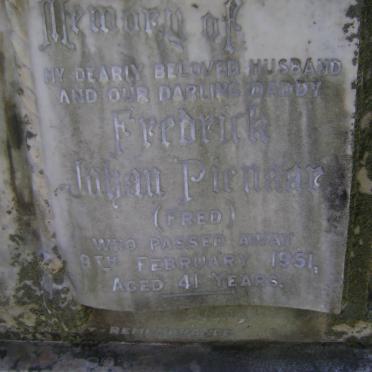 Memory of
MY DEARLY BELOVED HUSBAND
AND OUR DARLING DADDY
Fredrick
Johan Pienaar
(FRED)
WHO PASSED AWAY
9TH FEBRUARY 1951,
AGED 41 YEARS.